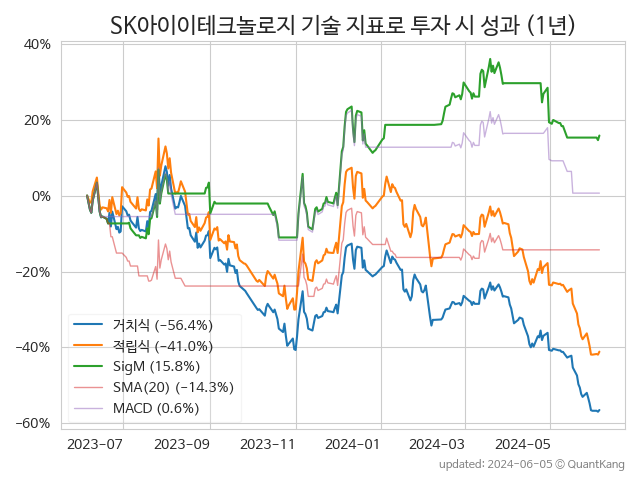 SK아이이테크놀로지 기술 지표로 투자 시 성과 (1년)
40%
20%
0%
−20%
−40%
−60%
거치식 (−56.4%)
적립식 (−41.0%)
SigM (15.8%)
SMA(20) (−14.3%)
MACD (0.6%)
2023−07 2023−09 2023−11 2024−01 2024−03 2024−05
updated: 2024−06−05 ⓒ QuantKang